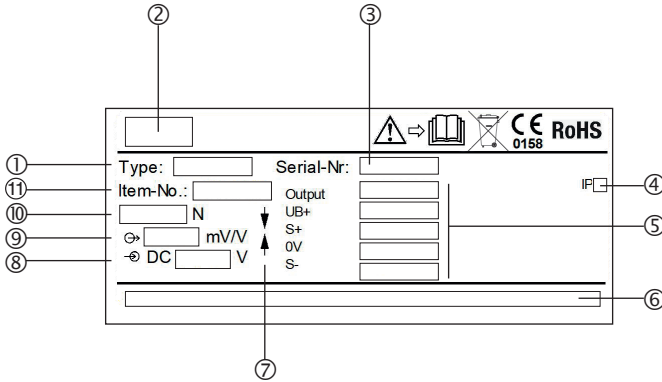 ② ③
CE 0158 RoHS
① Type: Serial-Nr:
⑪ Item-No.: Output IP ④
⑩ N UB+
⑨ mV/V S+ ⑤
⑧ DC V 0V
S-
⑥
⑦